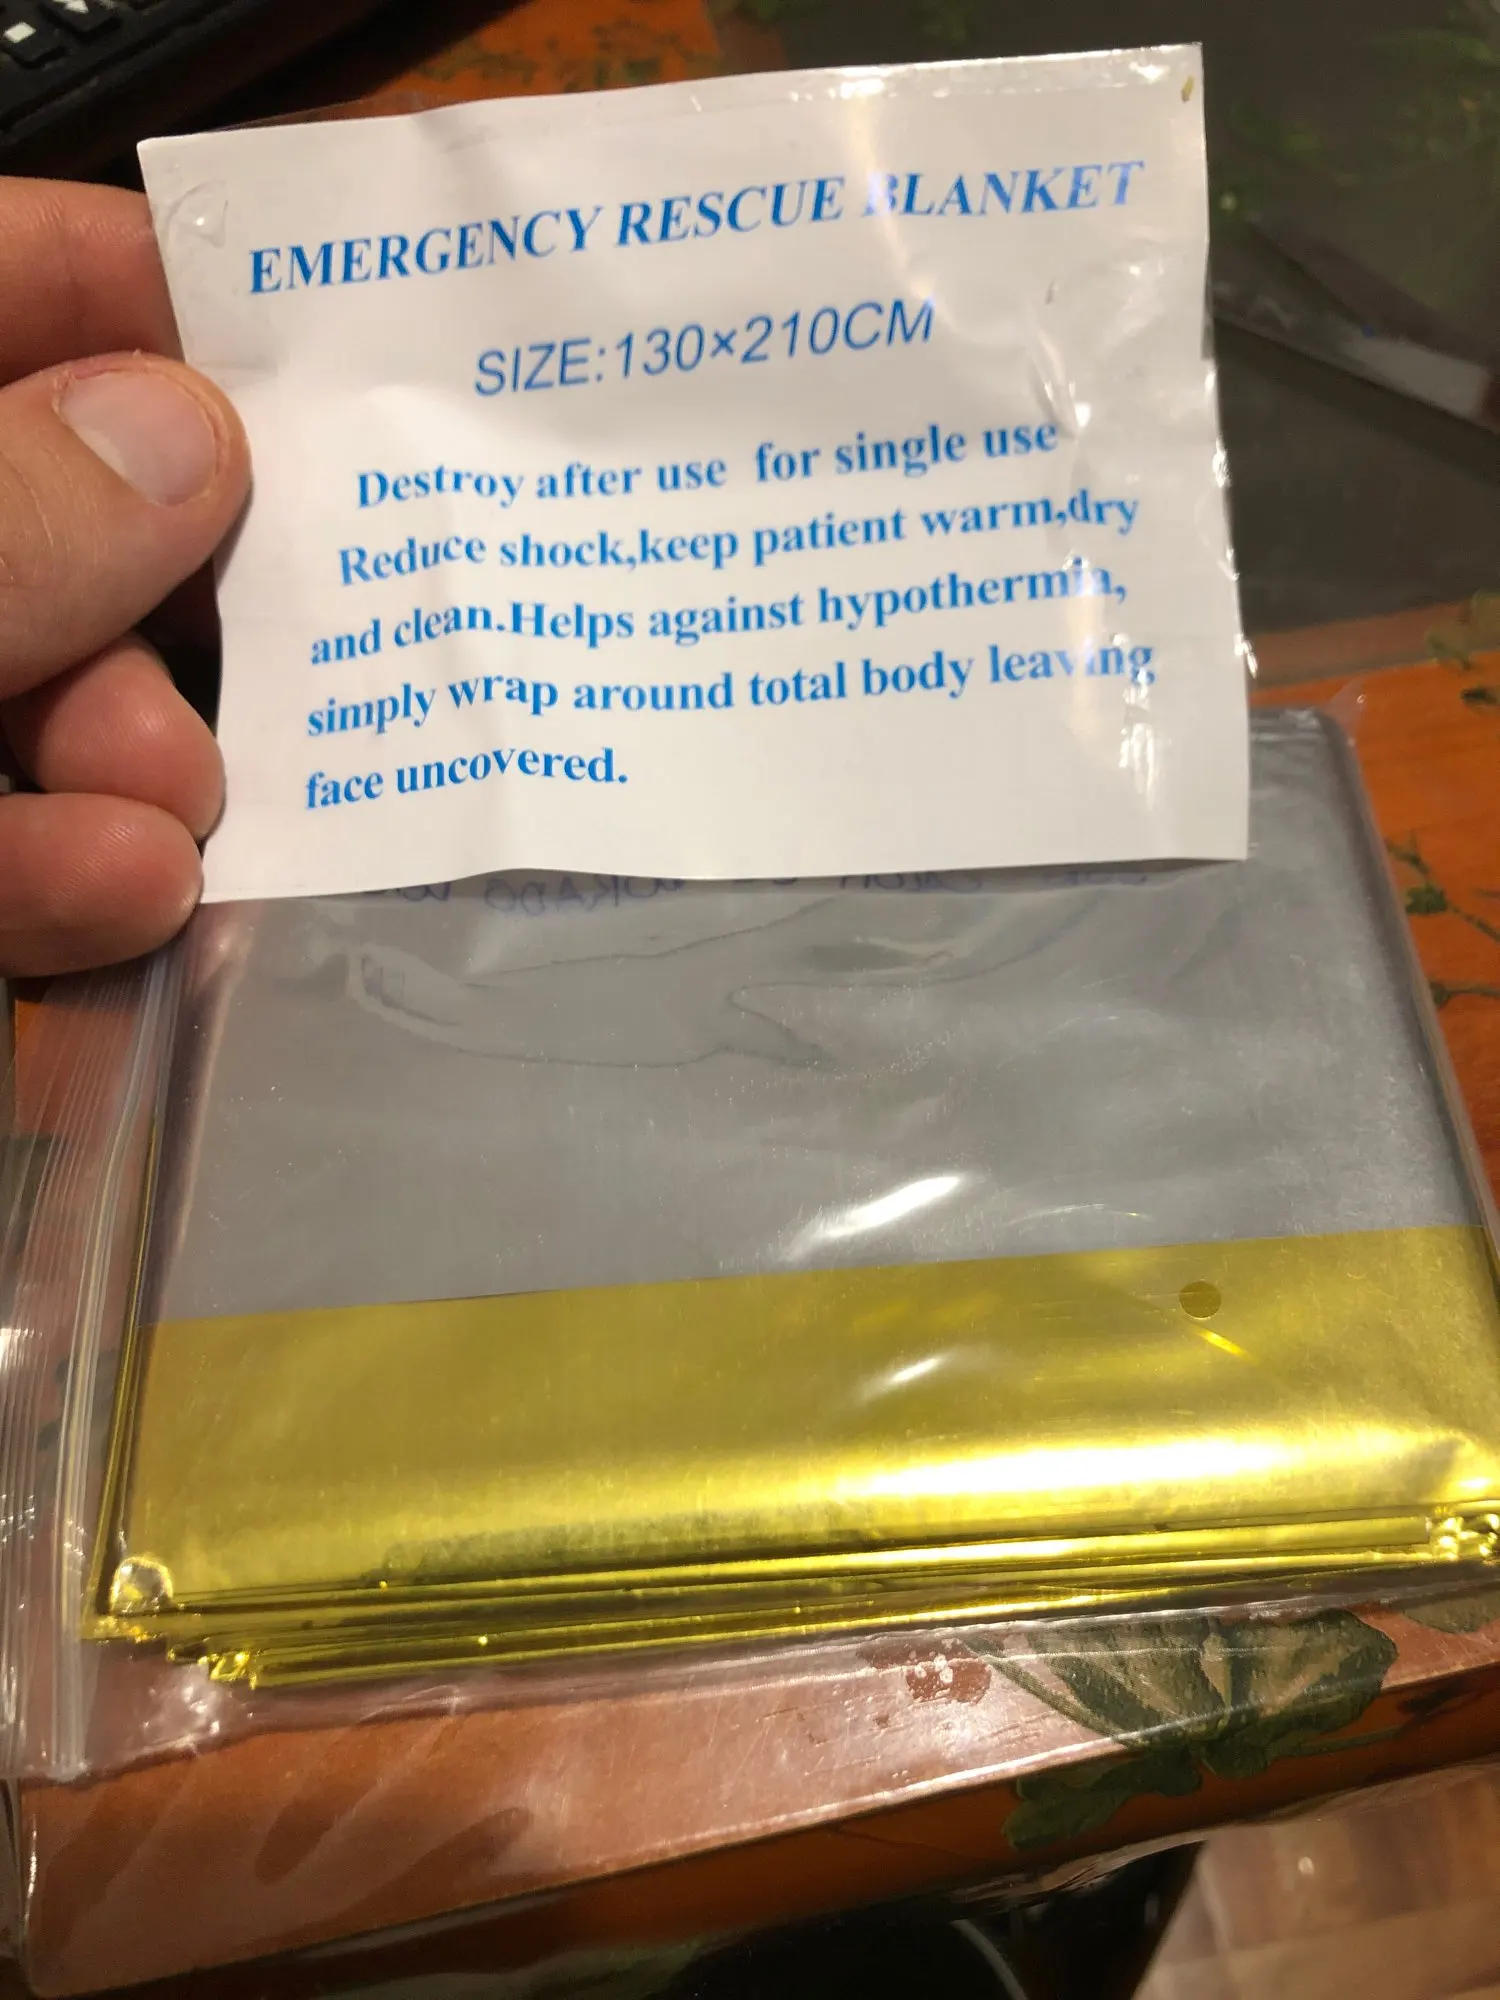 EMERGENCY RESCUE BLANKET
SIZE:130×210CM
Destroy after use for single use
Reduce shock,keep patient warm,dry
and clean.Helps against hypothermia,
simply wrap around total body leaving
face uncovered.